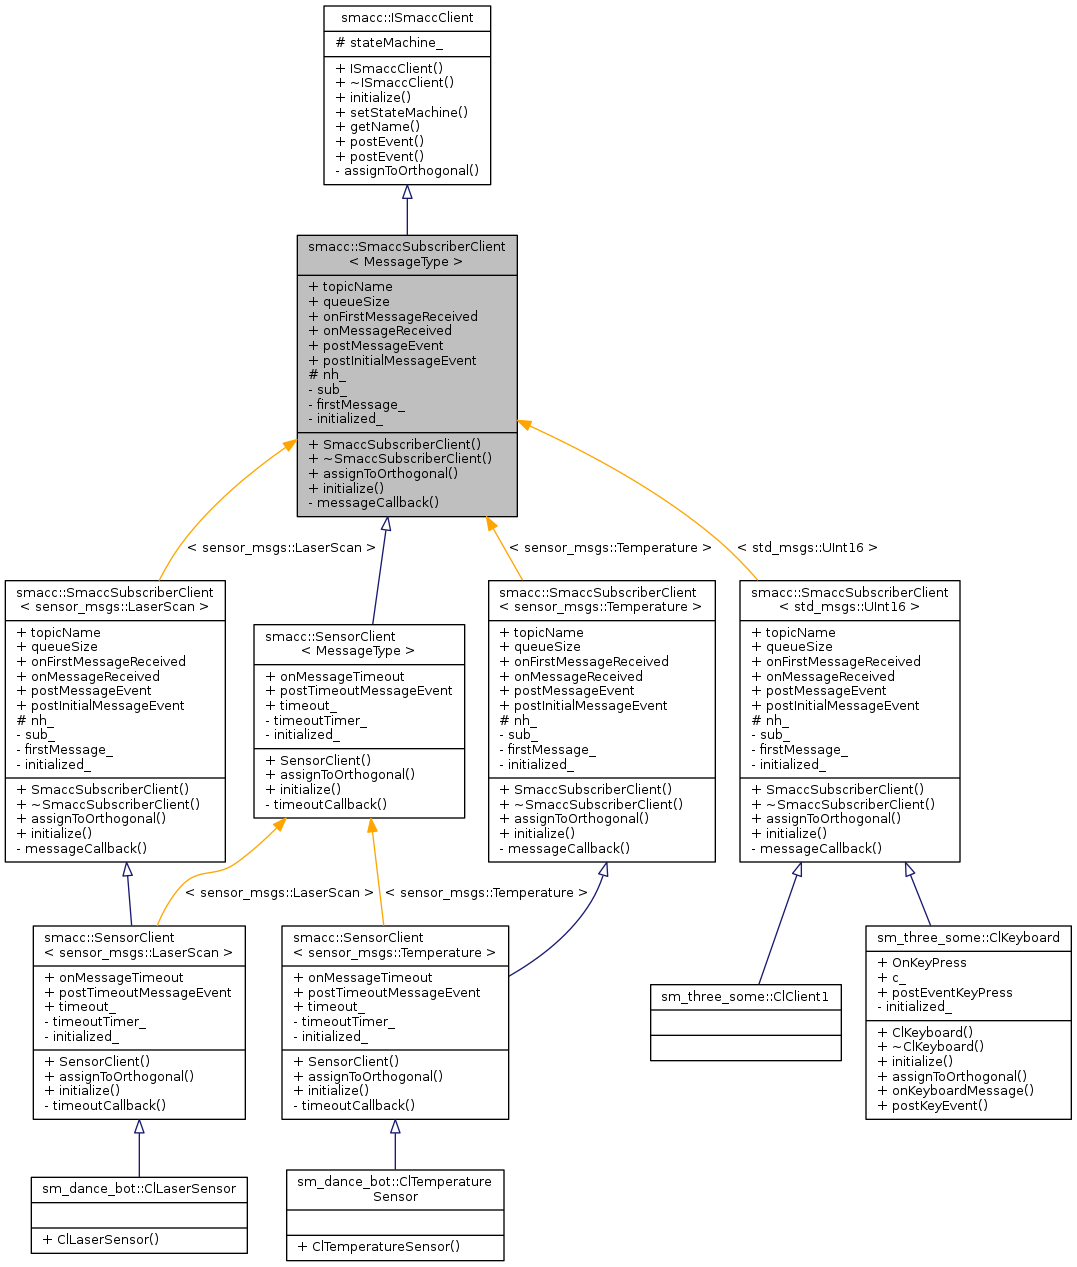 smacc::ISmaccClient
# stateMachine_
+ ISmaccClient()
+ ~ISmaccClient()
+ initialize()
+ setStateMachine()
+ getName()
+ postEvent()
+ postEvent()
- assignToOrthogonal()
smacc::SmaccSubscriberClient
< MessageType >
+ topicName
+ queueSize
+ onFirstMessageReceived
+ onMessageReceived
+ postMessageEvent
+ postInitialMessageEvent
# nh_
- sub_
- firstMessage_
- initialized_
+ SmaccSubscriberClient()
+ ~SmaccSubscriberClient()
+ assignToOrthogonal()
+ initialize()
- messageCallback()
< sensor_msgs::LaserScan >
< sensor_msgs::Temperature >
< std_msgs::UInt16 >
smacc::SmaccSubscriberClient
< sensor_msgs::LaserScan >
+ topicName
+ queueSize
+ onFirstMessageReceived
+ onMessageReceived
+ postMessageEvent
+ postInitialMessageEvent
# nh_
- sub_
- firstMessage_
- initialized_
+ SmaccSubscriberClient()
+ ~SmaccSubscriberClient()
+ assignToOrthogonal()
+ initialize()
- messageCallback()
smacc::SensorClient
< MessageType >
+ onMessageTimeout
+ postTimeoutMessageEvent
+ timeout_
- timeoutTimer_
- initialized_
+ SensorClient()
+ assignToOrthogonal()
+ initialize()
- timeoutCallback()
smacc::SmaccSubscriberClient
< sensor_msgs::Temperature >
+ topicName
+ queueSize
+ onFirstMessageReceived
+ onMessageReceived
+ postMessageEvent
+ postInitialMessageEvent
# nh_
- sub_
- firstMessage_
- initialized_
+ SmaccSubscriberClient()
+ ~SmaccSubscriberClient()
+ assignToOrthogonal()
+ initialize()
- messageCallback()
smacc::SmaccSubscriberClient
< std_msgs::UInt16 >
+ topicName
+ queueSize
+ onFirstMessageReceived
+ onMessageReceived
+ postMessageEvent
+ postInitialMessageEvent
# nh_
- sub_
- firstMessage_
- initialized_
+ SmaccSubscriberClient()
+ ~SmaccSubscriberClient()
+ assignToOrthogonal()
+ initialize()
- messageCallback()
< sensor_msgs::LaserScan >
< sensor_msgs::Temperature >
smacc::SensorClient
< sensor_msgs::LaserScan >
+ onMessageTimeout
+ postTimeoutMessageEvent
+ timeout_
- timeoutTimer_
- initialized_
+ SensorClient()
+ assignToOrthogonal()
+ initialize()
- timeoutCallback()
smacc::SensorClient
< sensor_msgs::Temperature >
+ onMessageTimeout
+ postTimeoutMessageEvent
+ timeout_
- timeoutTimer_
- initialized_
+ SensorClient()
+ assignToOrthogonal()
+ initialize()
- timeoutCallback()
sm_three_some::ClClient1
sm_three_some::ClKeyboard
+ OnKeyPress
+ c_
+ postEventKeyPress
- initialized_
+ ClKeyboard()
+ ~ClKeyboard()
+ initialize()
+ assignToOrthogonal()
+ onKeyboardMessage()
+ postKeyEvent()
sm_dance_bot::ClLaserSensor
+ ClLaserSensor()
sm_dance_bot::ClTemperature
Sensor
+ ClTemperatureSensor()